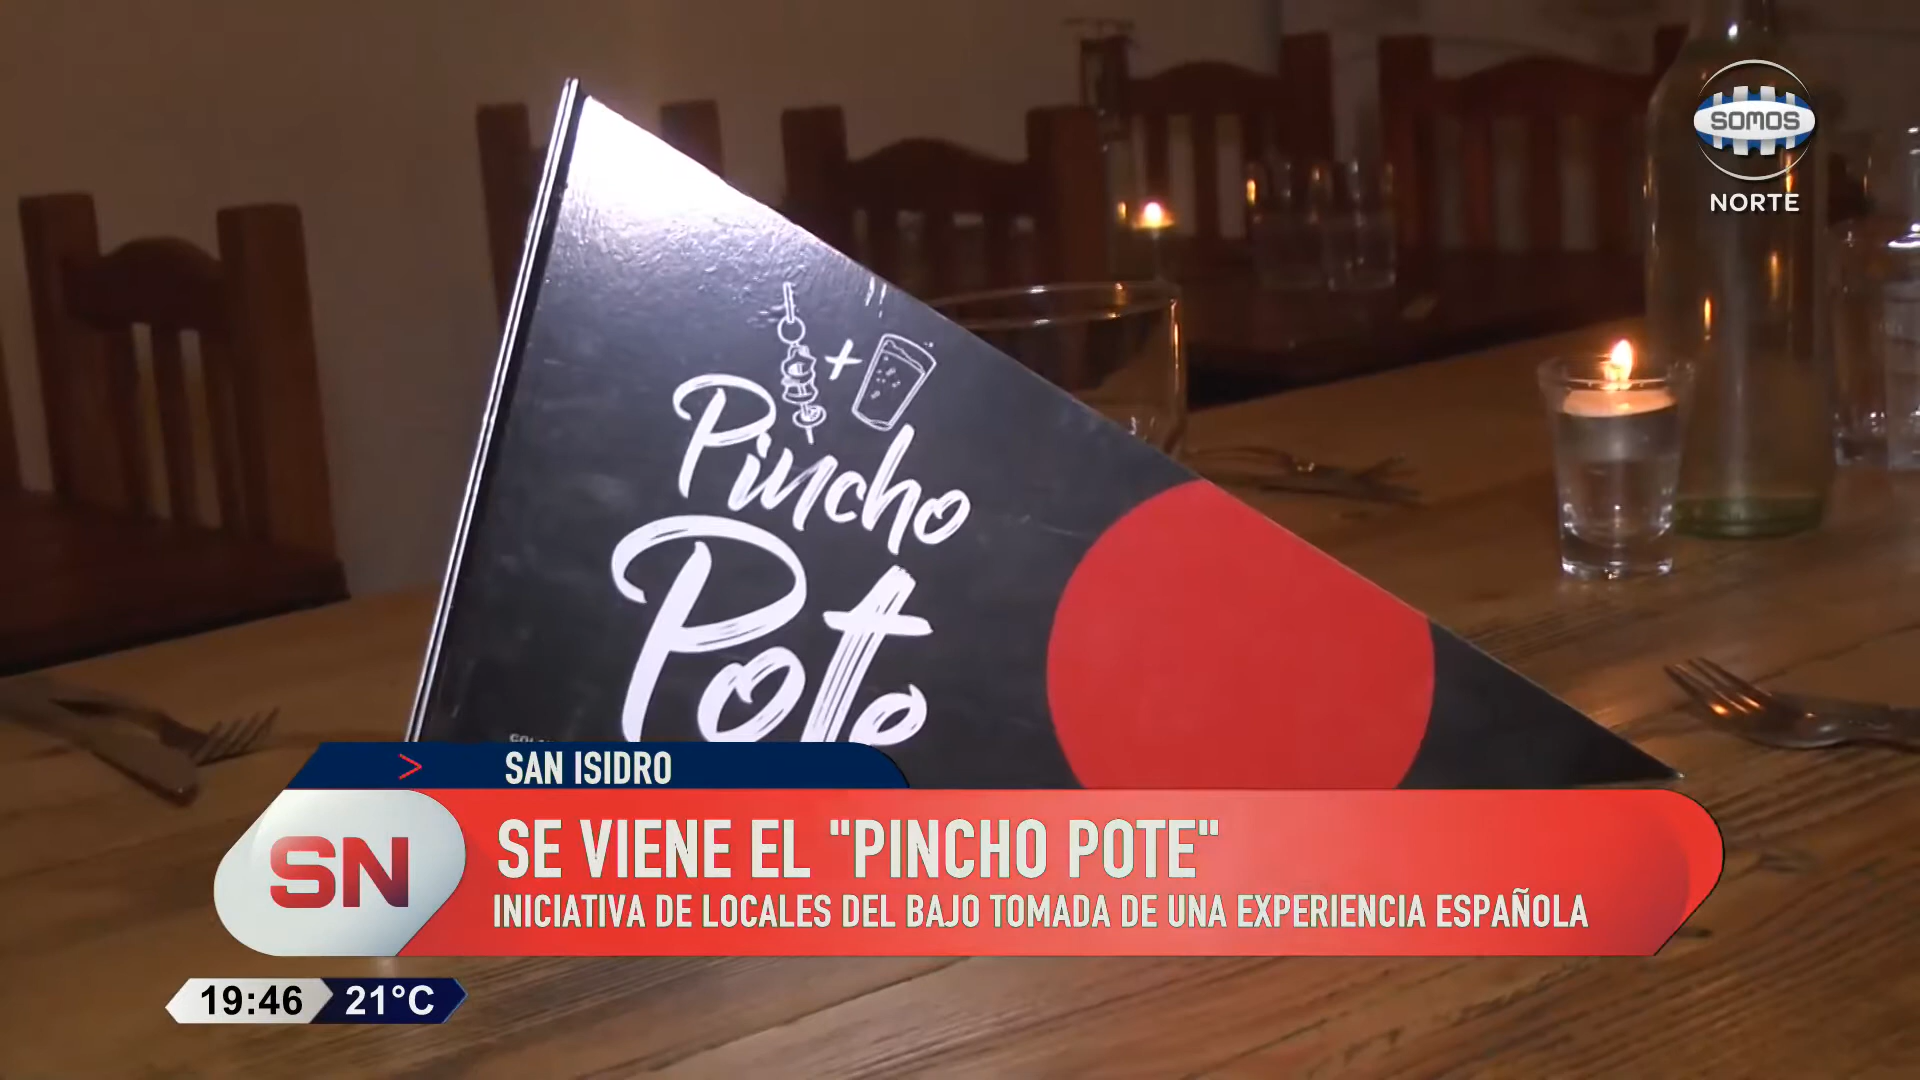 SOMOS
NORTE
+
Pincho
Pote
> SAN ISIDRO
SN
SE VIENE EL "PINCHO POTE"
INICIATIVA DE LOCALES DEL BAJO TOMADA DE UNA EXPERIENCIA ESPAÑOLA
19:46 21°C